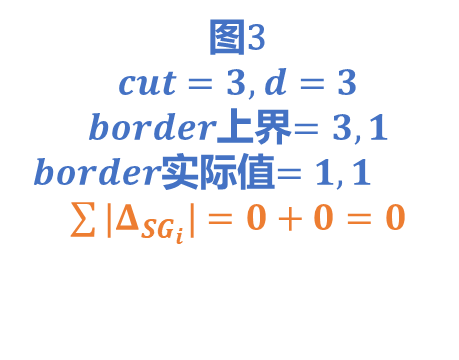 图3
cut = 3, d = 3
border上界= 3, 1
border实际值= 1, 1
∑|Δ_{SG_i}| = 0 + 0 = 0